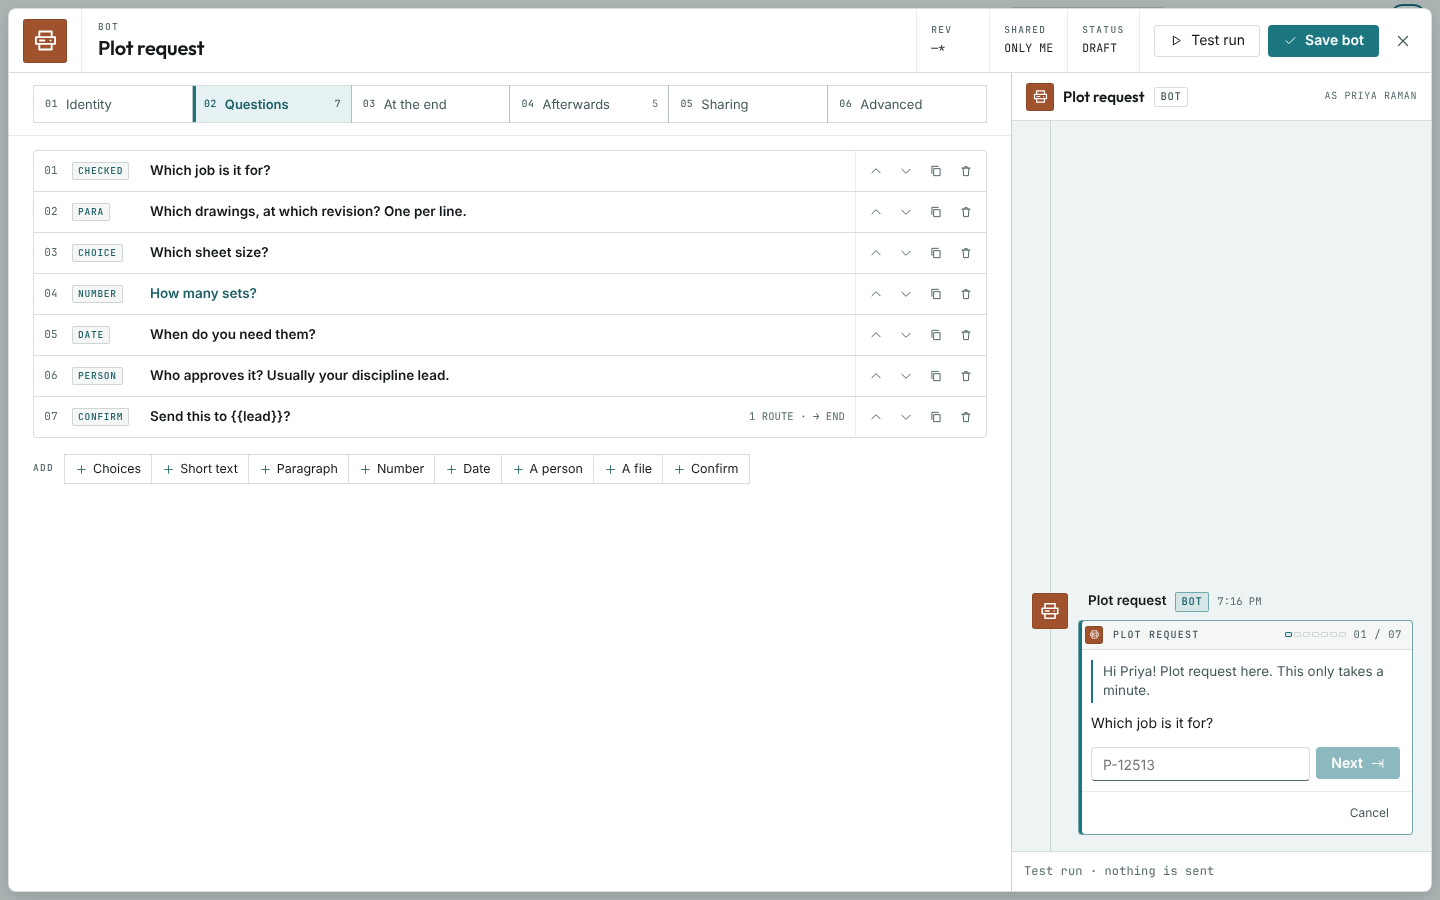 BOT
Plot request
REV
—*
SHARED
ONLY ME
STATUS
DRAFT
Test run
Save bot
01 Identity
02 Questions 7
03 At the end
04 Afterwards 5
05 Sharing
06 Advanced
01 CHECKED Which job is it for?
02 PARA Which drawings, at which revision? One per line.
03 CHOICE Which sheet size?
04 NUMBER How many sets?
05 DATE When do you need them?
06 PERSON Who approves it? Usually your discipline lead.
07 CONFIRM Send this to {{lead}}? 1 ROUTE · → END
ADD + Choices + Short text + Paragraph + Number + Date + A person + A file + Confirm
Plot request BOT AS PRIYA RAMAN
Plot request BOT 7:16 PM
PLOT REQUEST 01 / 07
Hi Priya! Plot request here. This only takes a
minute.
Which job is it for?
P-12513
Next
Cancel
Test run · nothing is sent